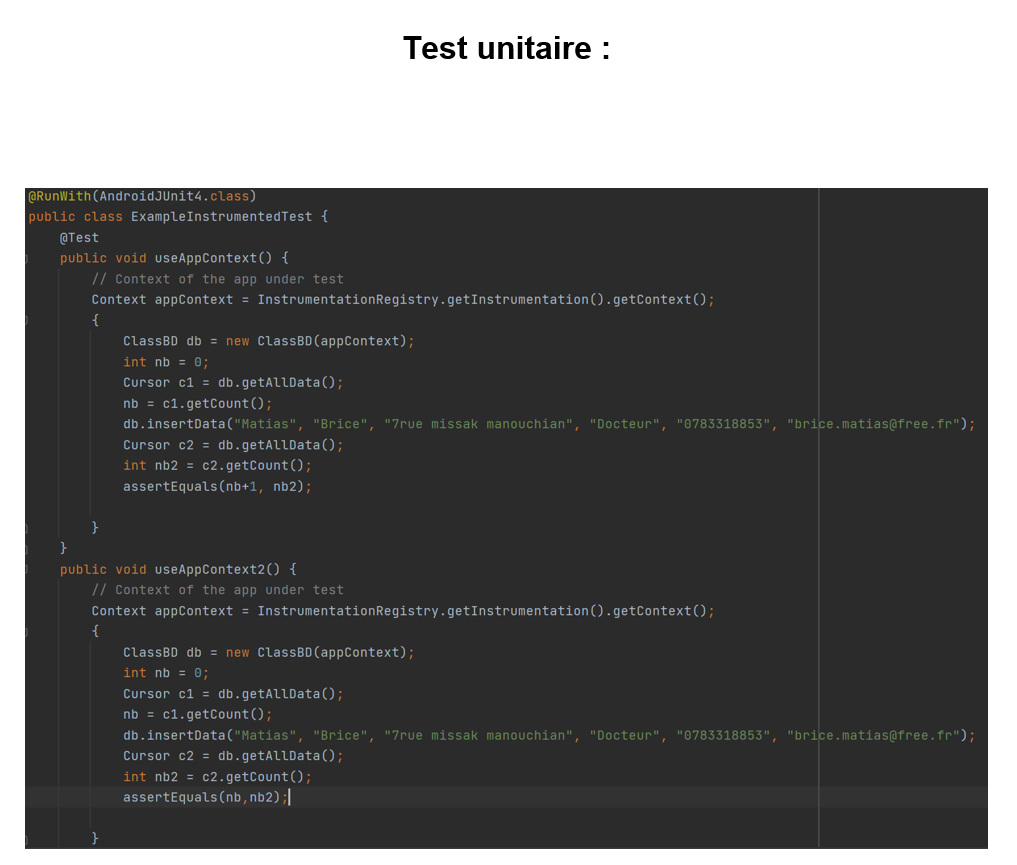 Test unitaire :
@RunWith(AndroidJUnit4.class)
public class ExampleInstrumentedTest {
@Test
public void useAppContext() {
// Context of the app under test
Context appContext = InstrumentationRegistry.getInstrumentation().getContext();
{
ClassBD db = new ClassBD(appContext);
int nb = 0;
Cursor c1 = db.getAllData();
nb = c1.getCount();
db.insertData("Matias", "Brice", "7rue missak manouchian", "Docteur", "0783318853", "brice.matias@free.fr");
Cursor c2 = db.getAllData();
int nb2 = c2.getCount();
assertEquals(nb+1, nb2);
}
}
public void useAppContext2() {
// Context of the app under test
Context appContext = InstrumentationRegistry.getInstrumentation().getContext();
{
ClassBD db = new ClassBD(appContext);
int nb = 0;
Cursor c1 = db.getAllData();
nb = c1.getCount();
db.insertData("Matias", "Brice", "7rue missak manouchian", "Docteur", "0783318853", "brice.matias@free.fr");
Cursor c2 = db.getAllData();
int nb2 = c2.getCount();
assertEquals(nb,nb2);
}